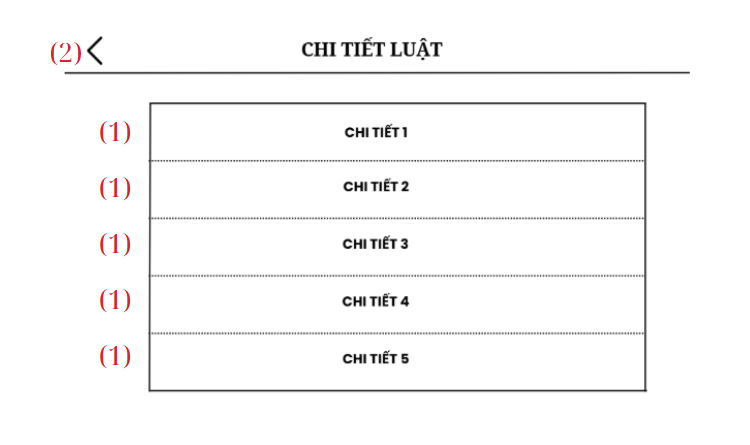 (2) CHI TIẾT LUẬT
(1) CHI TIẾT 1
(1) CHI TIẾT 2
(1) CHI TIẾT 3
(1) CHI TIẾT 4
(1) CHI TIẾT 5